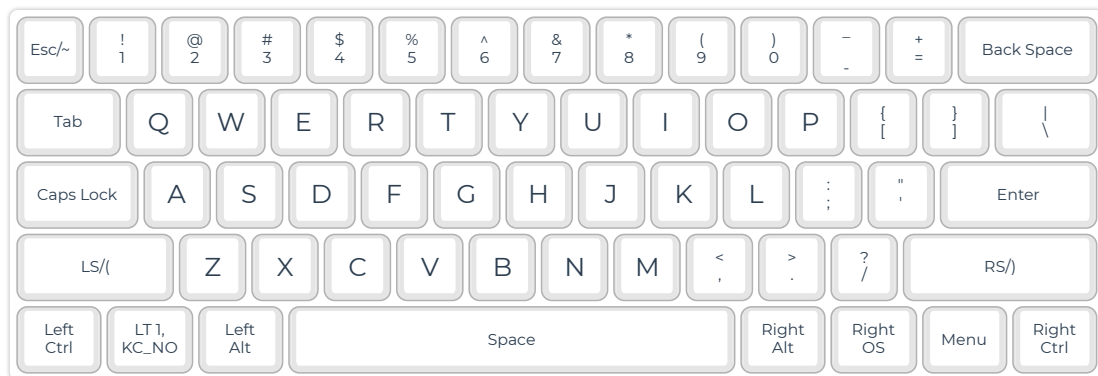 Esc/~ ! @ # $ % ^ & * ( ) _ + Back Space
1 2 3 4 5 6 7 8 9 0 - =
Tab Q W E R T Y U I O P { } |
[ ] \
Caps Lock A S D F G H J K L : " Enter
; '
LS/( Z X C V B N M < > ? RS/)
, . /
Left LT 1, Left Space Right Right Menu Right
Ctrl KC_NO Alt Alt OS Ctrl